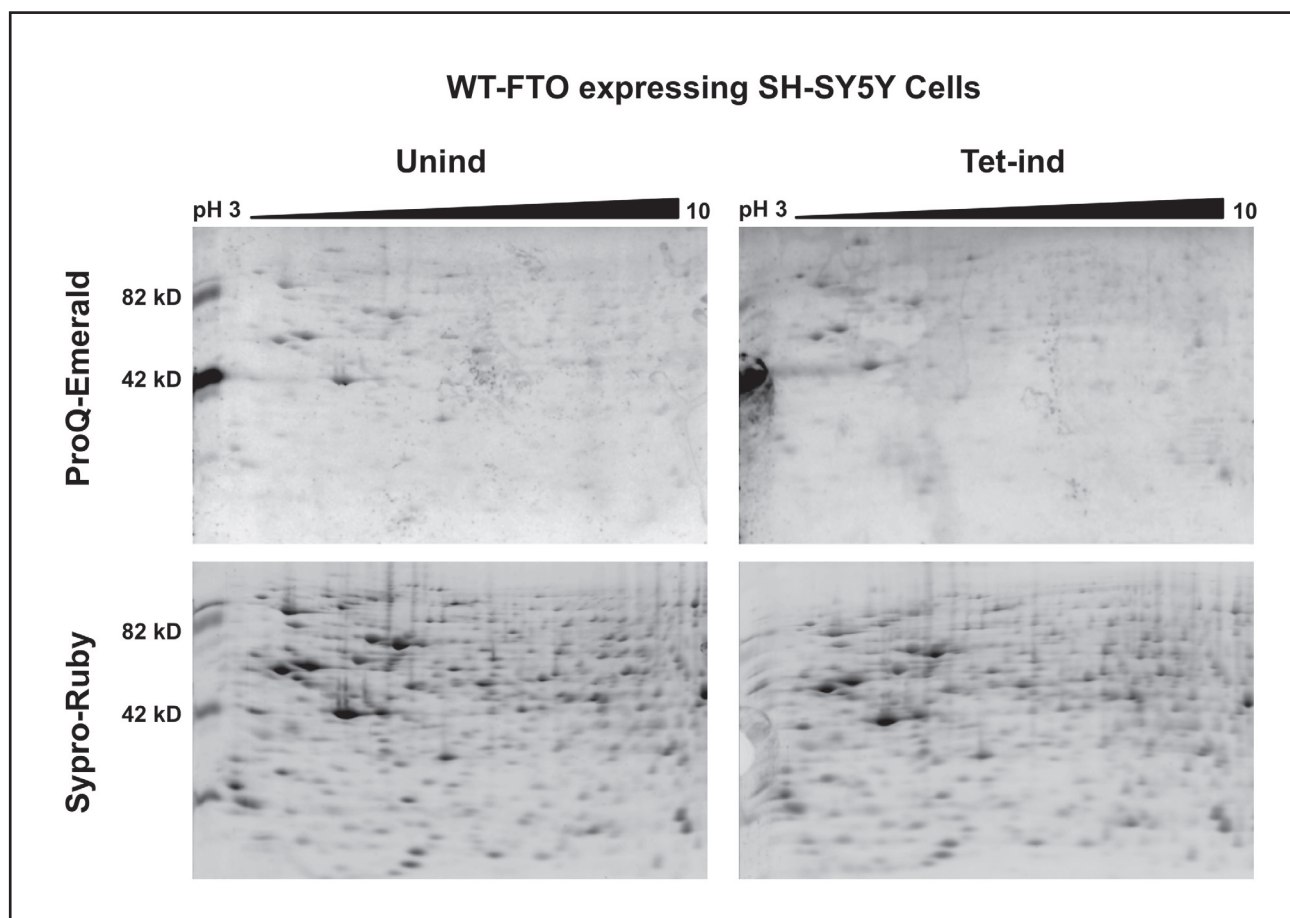 WT-FTO expressing SH-SY5Y Cells
Unind
Tet-ind
pH 3
10
pH 3
10
ProQ-Emerald
82 kD
42 kD
Sypro-Ruby
82 kD
42 kD